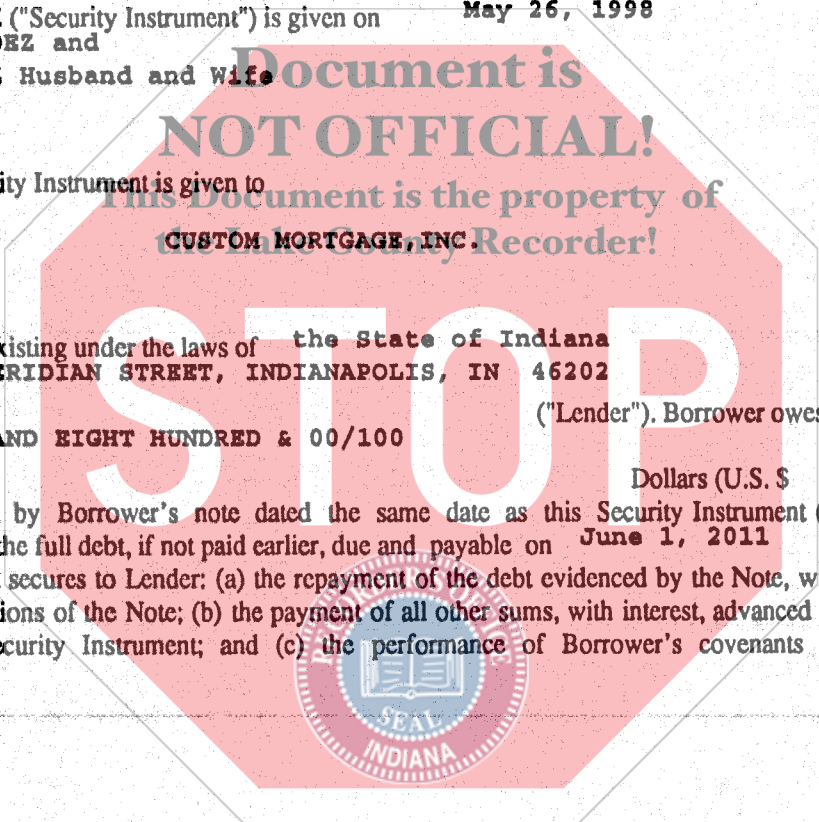 ("Security Instrument") is given on May 26, 1998
EZ and
Husband and Wife
Document is
NOT OFFICIAL!
ity Instrument is given to
This Document is the property of
the Lake County Recorder!
CUSTOM MORTGAGE, INC.
STOP
xisting under the laws of the State of Indiana
ERIDIAN STREET, INDIANAPOLIS, IN 46202
("Lender"). Borrower owes
AND EIGHT HUNDRED & 00/100
Dollars (U.S. $
by Borrower's note dated the same date as this Security Instrument (
the full debt, if not paid earlier, due and payable on June 1, 2011
secures to Lender: (a) the repayment of the debt evidenced by the Note, w
ions of the Note; (b) the payment of all other sums, with interest, advanced
ecurity Instrument; and (c) the performance of Borrower's covenants
RECORDER'S OFFICE
SEAL
INDIANA